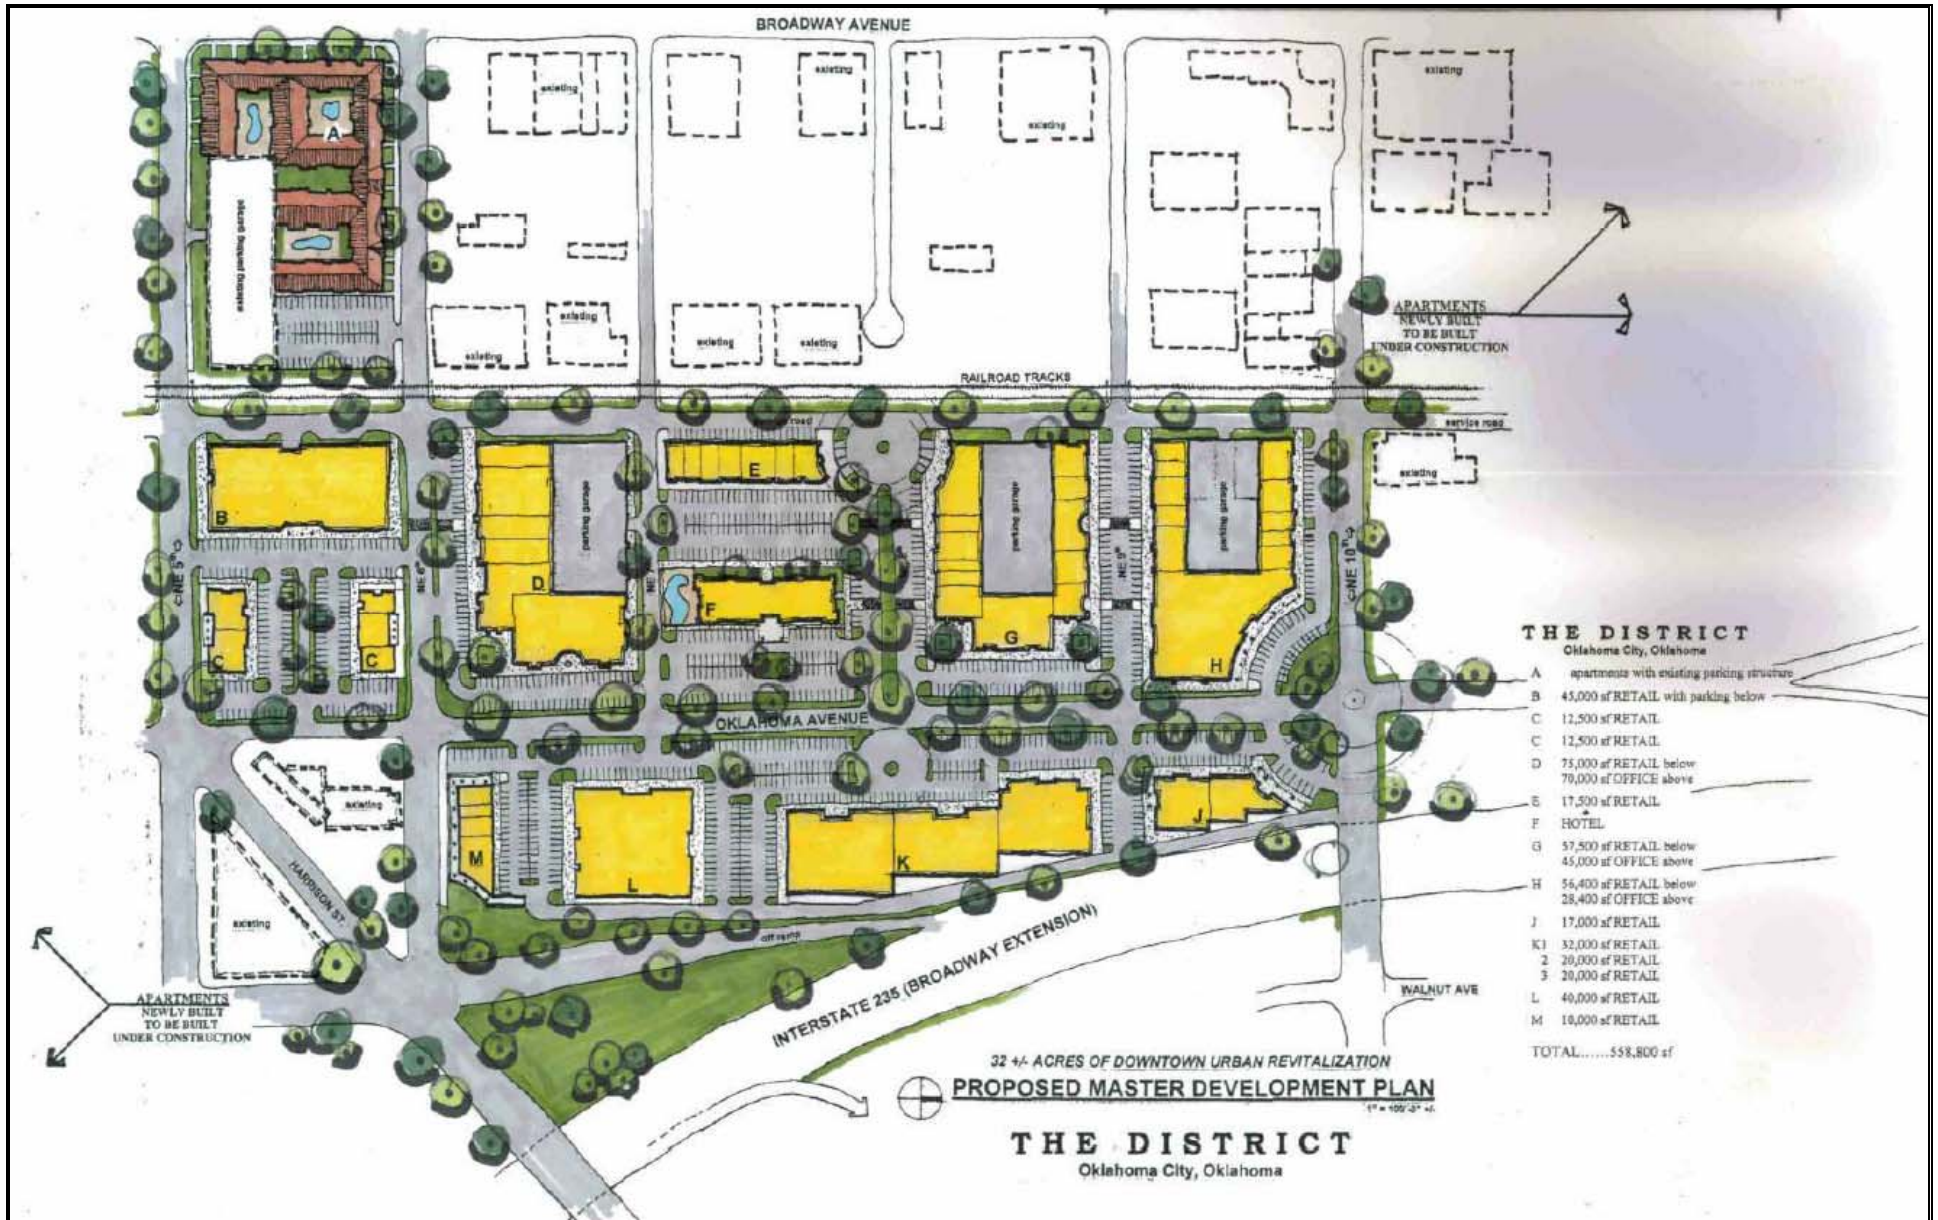 BROADWAY AVENUE
existing
existing
existing
existing
A
existing parking garage
existing
existing
existing
existing
APARTMENTS
NEWLY BUILT
TO BE BUILT
UNDER CONSTRUCTION
RAILROAD TRACKS
road
service road
existing
B
E
parking garage
parking garage
parking garage
NE 5th
NE 6th
NE
NE 9th
NE 10th
D
F
C
C
G
H
OKLAHOMA AVENUE
existing
HARRISON ST.
existing
M
L
K
J
off ramp
INTERSTATE 235 (BROADWAY EXTENSION)
WALNUT AVE
APARTMENTS
NEWLY BUILT
TO BE BUILT
UNDER CONSTRUCTION
THE DISTRICT
Oklahoma City, Oklahoma
A apartments with existing parking structure
B 45,000 sf RETAIL with parking below
C 12,500 sf RETAIL
C 12,500 sf RETAIL
D 75,000 sf RETAIL below
70,000 sf OFFICE above
E 17,500 sf RETAIL
F HOTEL
G 57,500 sf RETAIL below
45,000 sf OFFICE above
H 56,400 sf RETAIL below
28,400 sf OFFICE above
J 17,000 sf RETAIL
K1 32,000 sf RETAIL
2 20,000 sf RETAIL
3 20,000 sf RETAIL
L 40,000 sf RETAIL
M 10,000 sf RETAIL
TOTAL......558,800 sf
32 +/- ACRES OF DOWNTOWN URBAN REVITALIZATION
PROPOSED MASTER DEVELOPMENT PLAN
THE DISTRICT
Oklahoma City, Oklahoma